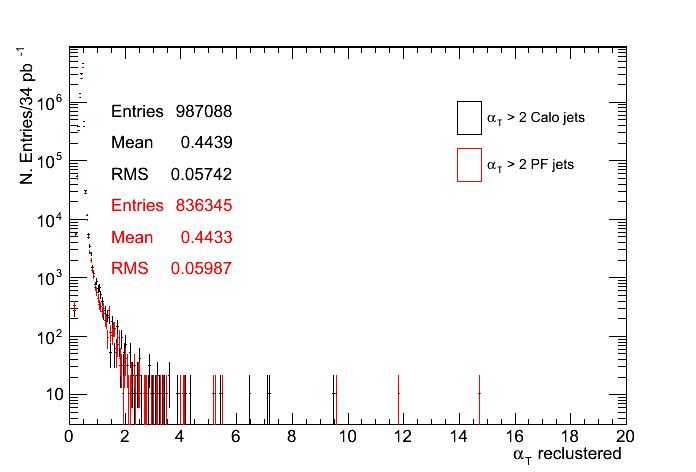 N. Entries/34 pb⁻¹
10⁶
10⁵
10⁴
10³
10²
10
Entries 987088
Mean 0.4439
RMS 0.05742
Entries 836345
Mean 0.4433
RMS 0.05987
α_T > 2 Calo jets
α_T > 2 PF jets
0 2 4 6 8 10 12 14 16 18 20
α_T reclustered